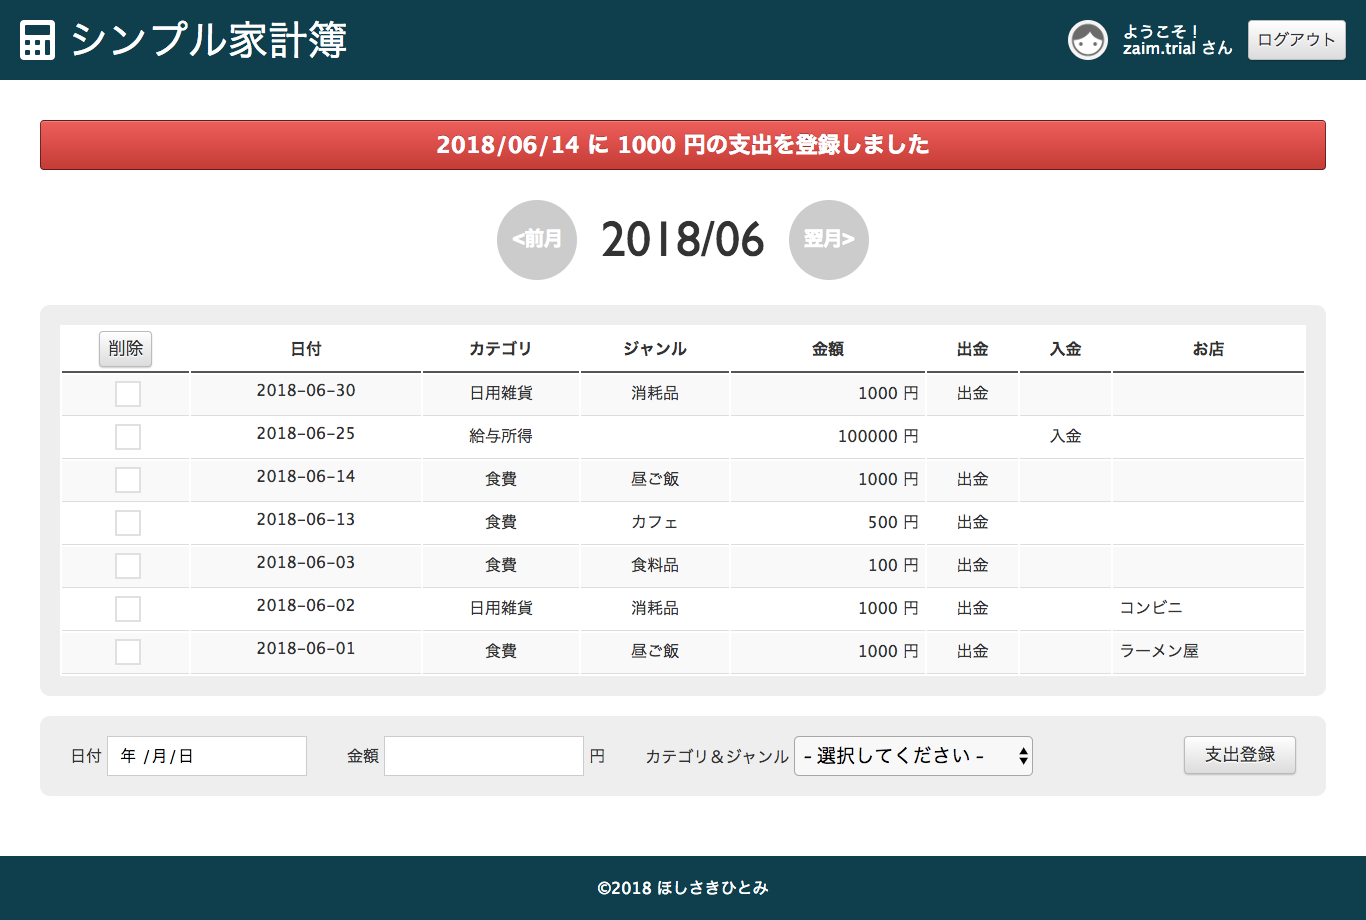 シンプル家計簿
ようこそ！
zaim.trial さん
ログアウト
2018/06/14 に 1000 円の支出を登録しました
<前月 2018/06 翌月>
削除 日付 カテゴリ ジャンル 金額 出金 入金 お店
2018-06-30 日用雑貨 消耗品 1000 円 出金
2018-06-25 給与所得 100000 円 入金
2018-06-14 食費 昼ご飯 1000 円 出金
2018-06-13 食費 カフェ 500 円 出金
2018-06-03 食費 食料品 100 円 出金
2018-06-02 日用雑貨 消耗品 1000 円 出金 コンビニ
2018-06-01 食費 昼ご飯 1000 円 出金 ラーメン屋
日付 年 /月/日 金額 円 カテゴリ＆ジャンル - 選択してください - 支出登録
©2018 ほしさきひとみ